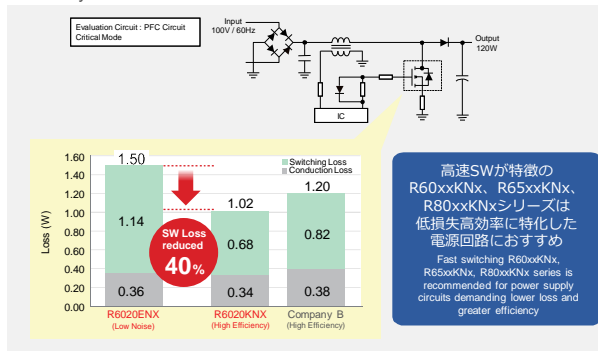 Evaluation Circuit : PFC Circuit
Critical Mode
Input
100V / 60Hz
Output
120W
IC
1.60
1.40
1.20
1.00
0.80
0.60
0.40
0.20
0.00
Loss (W)
Switching Loss
Conduction Loss
1.50
1.14
0.36
SW Loss
reduced
40%
1.02
0.68
0.34
1.20
0.82
0.38
R6020ENX
(Low Noise)
R6020KNX
(High Efficiency)
Company B
(High Efficiency)
高速SWが特徴の
R60xxKNx、R65xxKNx、
R80xxKNxシリーズは
低損失高効率に特化した
電源回路におすすめ
Fast switching R60xxKNx,
R65xxKNx, R80xxKNx series is
recommended for power supply
circuits demanding lower loss and
greater efficiency